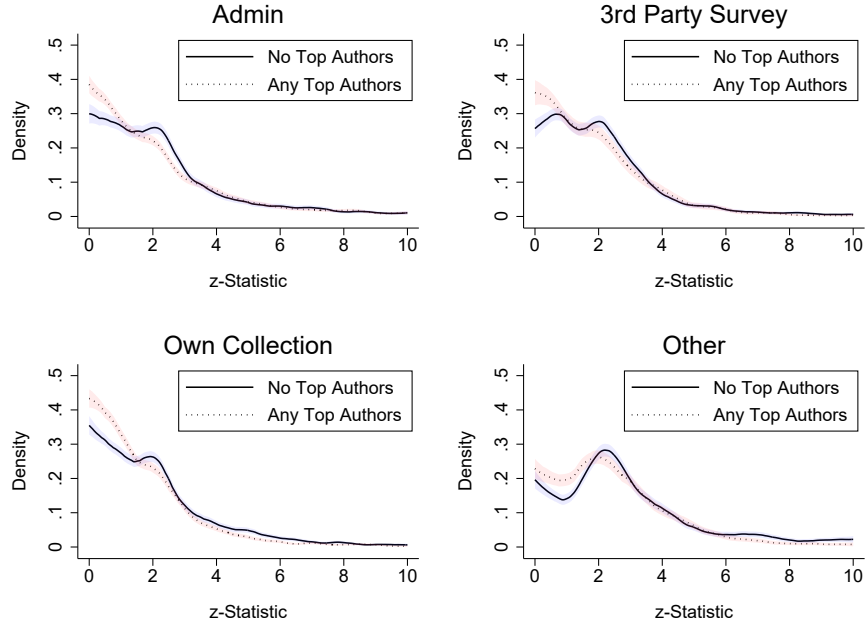 Admin
Density
.5
.4
.3
.2
.1
0
No Top Authors
Any Top Authors
0 2 4 6 8 10
z-Statistic
3rd Party Survey
Density
.5
.4
.3
.2
.1
0
No Top Authors
Any Top Authors
0 2 4 6 8 10
z-Statistic
Own Collection
Density
.5
.4
.3
.2
.1
0
No Top Authors
Any Top Authors
0 2 4 6 8 10
z-Statistic
Other
Density
.5
.4
.3
.2
.1
0
No Top Authors
Any Top Authors
0 2 4 6 8 10
z-Statistic